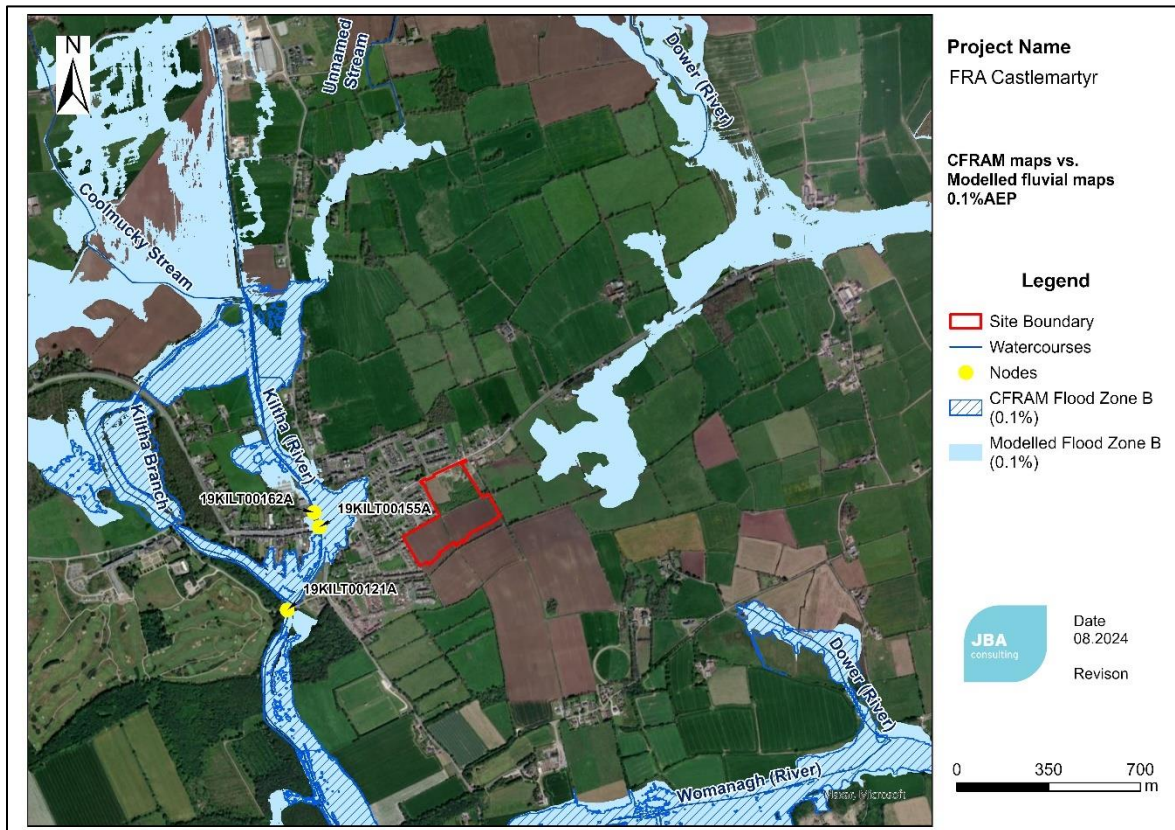 N
Unnamed
Stream
Dower (River)
Coolmucky Stream
Kiltha (River)
Kiltha Branch
19KILT00162A
19KILT00155A
19KILT00121A
Dower (River)
Womanagh (River)
Maxar, Microsoft
Project Name
FRA Castlemartyr
CFRAM maps vs.
Modelled fluvial maps
0.1%AEP
Legend
Site Boundary
Watercourses
Nodes
CFRAM Flood Zone B
(0.1%)
Modelled Flood Zone B
(0.1%)
JBA
consulting
Date
08.2024
Revison
0 350 700
m